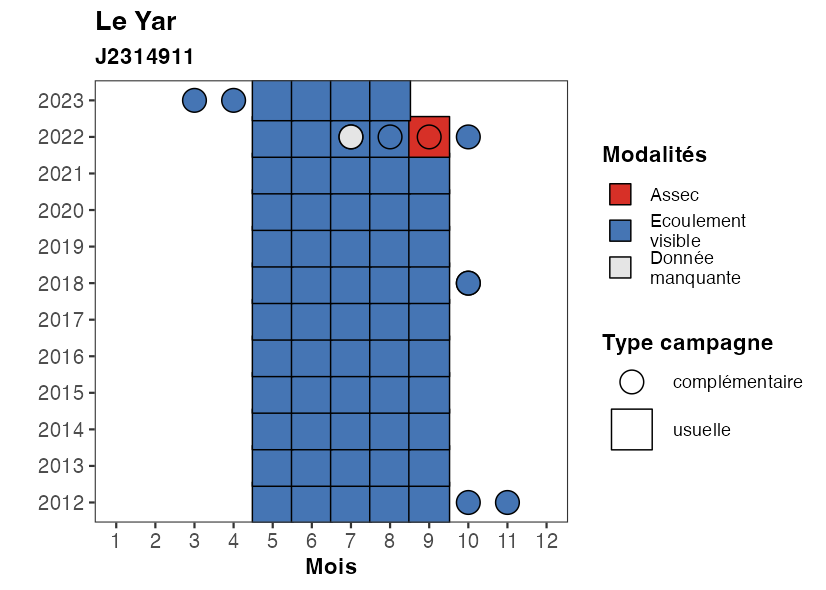 Le Yar
J2314911
2023
2022
2021
2020
2019
2018
2017
2016
2015
2014
2013
2012
1 2 3 4 5 6 7 8 9 10 11 12
Mois
Modalités
Assec
Ecoulement
visible
Donnée
manquante
Type campagne
complémentaire
usuelle